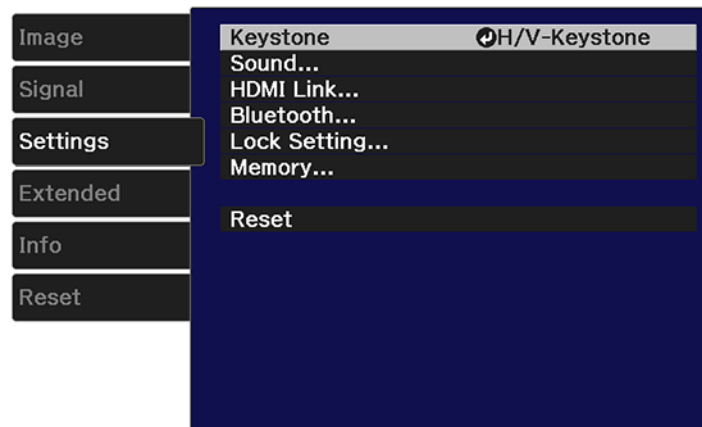 Image
Signal
Settings
Extended
Info
Reset
Keystone H/V-Keystone
Sound...
HDMI Link...
Bluetooth...
Lock Setting...
Memory...
Reset